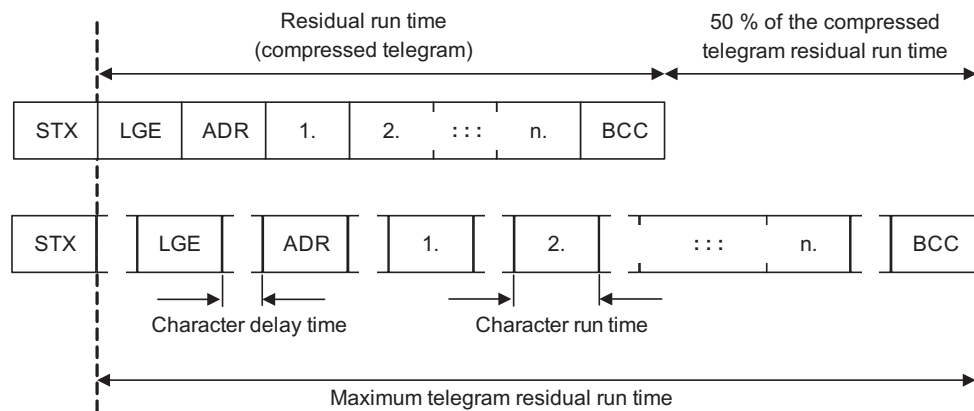 Residual run time
(compressed telegram)
50 % of the compressed
telegram residual run time
STX LGE ADR 1. 2. : : : n. BCC
STX LGE ADR 1. 2. : : : n. BCC
Character delay time
Character run time
Maximum telegram residual run time